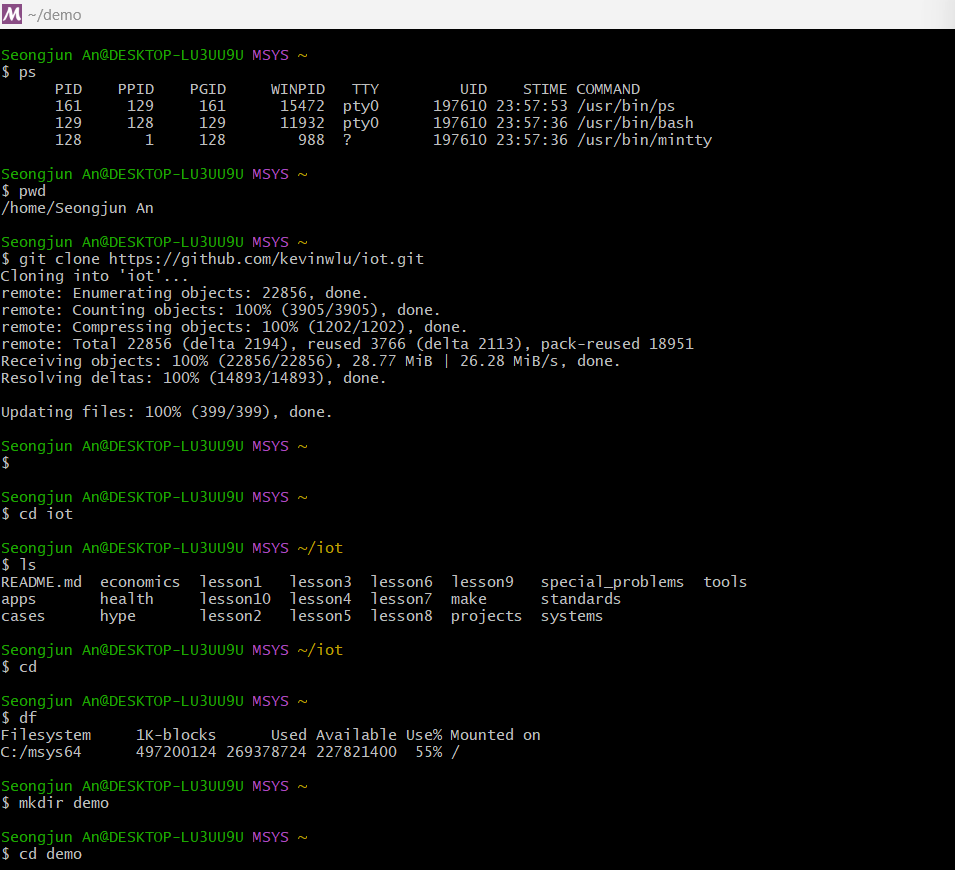 M ~/demo
Seongjun An@DESKTOP-LU3UU9U MSYS ~
$ ps
      PID    PPID    PGID     WINPID   TTY         UID    STIME COMMAND
      161     129     161      15472  pty0      197610 23:57:53 /usr/bin/ps
      129     128     129      11932  pty0      197610 23:57:36 /usr/bin/bash
      128       1     128        988  ?         197610 23:57:36 /usr/bin/mintty
Seongjun An@DESKTOP-LU3UU9U MSYS ~
$ pwd
/home/Seongjun An
Seongjun An@DESKTOP-LU3UU9U MSYS ~
$ git clone https://github.com/kevinwlu/iot.git
Cloning into 'iot'...
remote: Enumerating objects: 22856, done.
remote: Counting objects: 100% (3905/3905), done.
remote: Compressing objects: 100% (1202/1202), done.
remote: Total 22856 (delta 2194), reused 3766 (delta 2113), pack-reused 18951
Receiving objects: 100% (22856/22856), 28.77 MiB | 26.28 MiB/s, done.
Resolving deltas: 100% (14893/14893), done.
Updating files: 100% (399/399), done.
Seongjun An@DESKTOP-LU3UU9U MSYS ~
$
Seongjun An@DESKTOP-LU3UU9U MSYS ~
$ cd iot
Seongjun An@DESKTOP-LU3UU9U MSYS ~/iot
$ ls
README.md  economics  lesson1   lesson3  lesson6  lesson9   special_problems  tools
apps       health     lesson10  lesson4  lesson7  make      standards
cases      hype       lesson2   lesson5  lesson8  projects  systems
Seongjun An@DESKTOP-LU3UU9U MSYS ~/iot
$ cd
Seongjun An@DESKTOP-LU3UU9U MSYS ~
$ df
Filesystem     1K-blocks      Used Available Use% Mounted on
C:/msys64      497200124 269378724 227821400  55% /
Seongjun An@DESKTOP-LU3UU9U MSYS ~
$ mkdir demo
Seongjun An@DESKTOP-LU3UU9U MSYS ~
$ cd demo